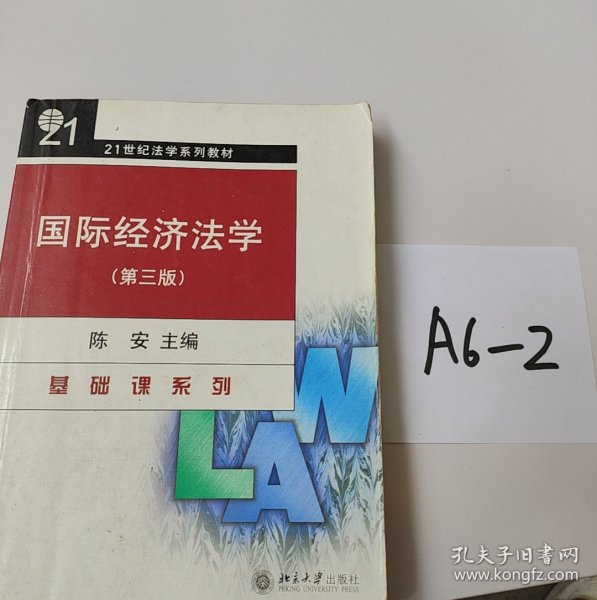 21
21世纪法学系列教材
国际经济法学
（第三版）
陈 安 主编
基础课系列
LAW
北京大学出版社
PEKING UNIVERSITY PRESS
A6-2
孔夫子旧书网
www.kongfz.com